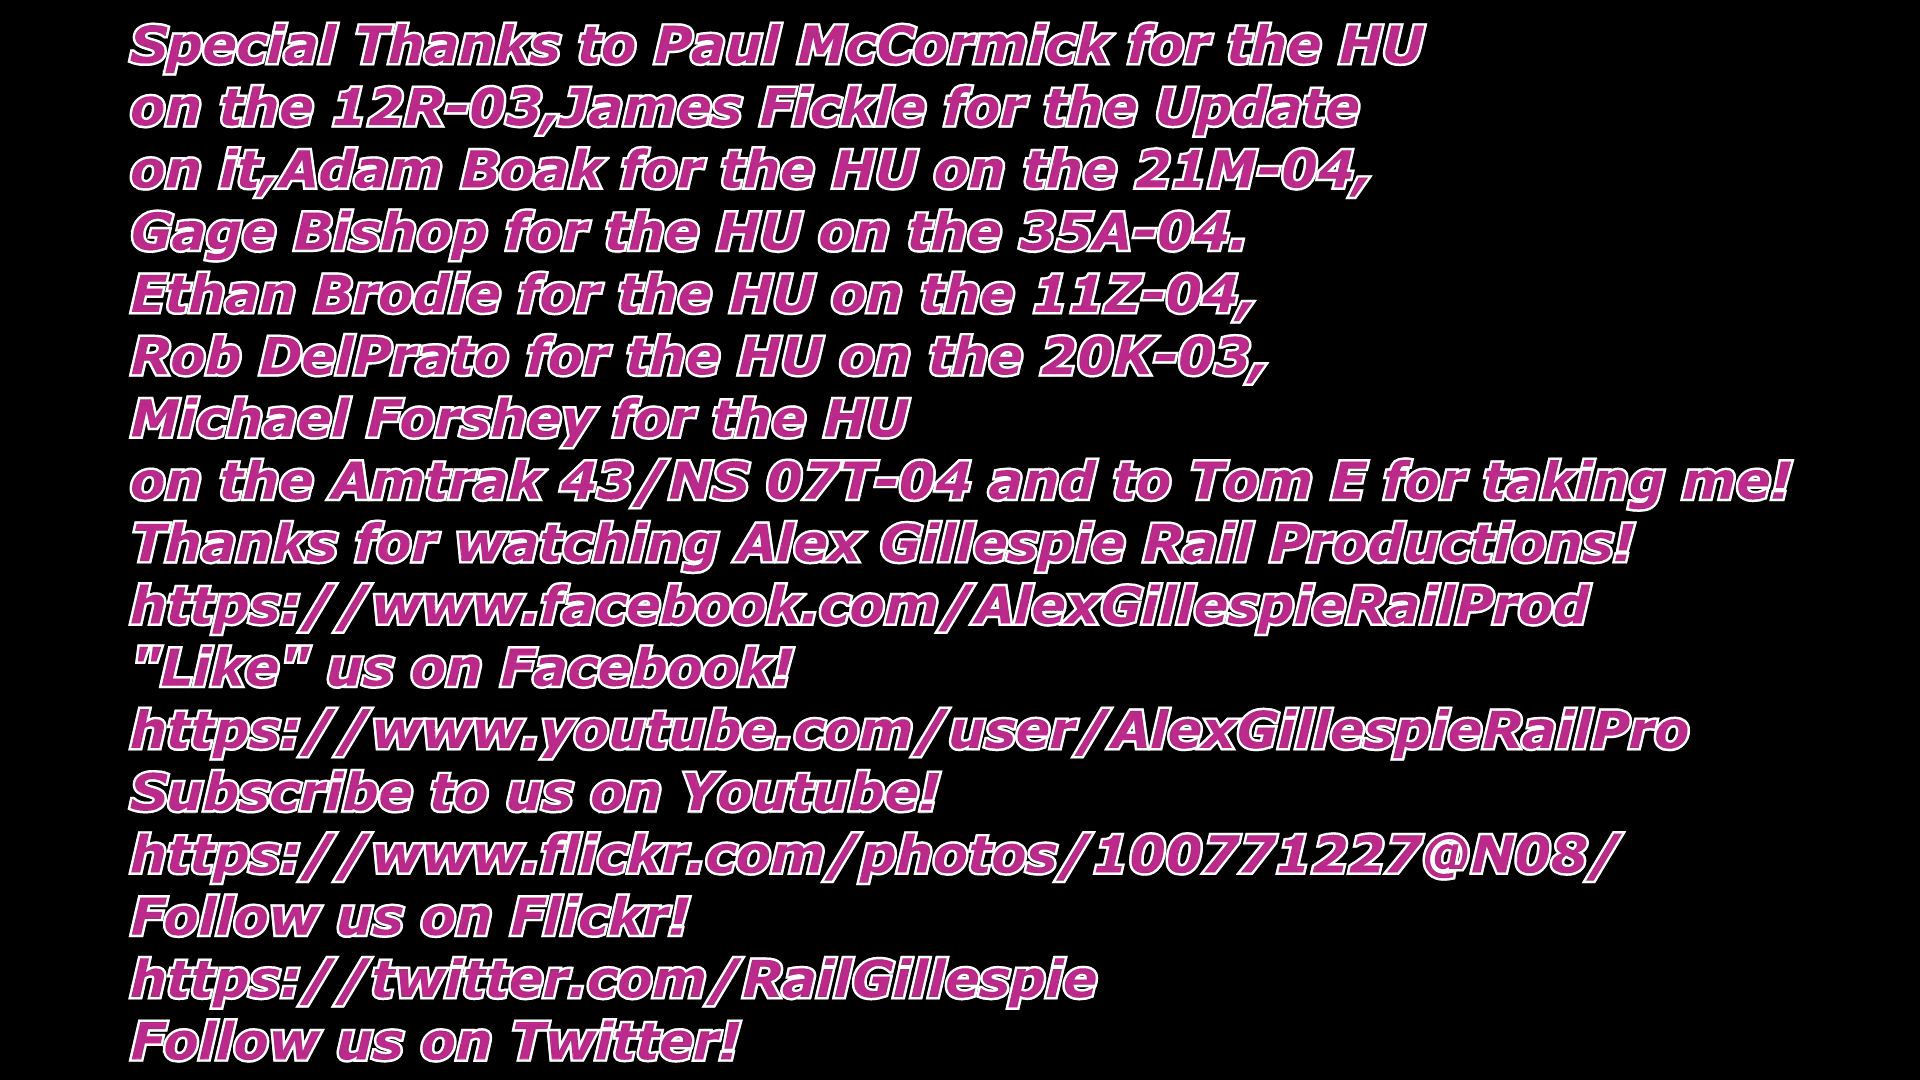 Special Thanks to Paul McCormick for the HU
on the 12R-03,James Fickle for the Update
on it,Adam Boak for the HU on the 21M-04,
Gage Bishop for the HU on the 35A-04.
Ethan Brodie for the HU on the 11Z-04,
Rob DelPrato for the HU on the 20K-03,
Michael Forshey for the HU
on the Amtrak 43/NS 07T-04 and to Tom E for taking me!
Thanks for watching Alex Gillespie Rail Productions!
https://www.facebook.com/AlexGillespieRailProd
"Like" us on Facebook!
https://www.youtube.com/user/AlexGillespieRailPro
Subscribe to us on Youtube!
https://www.flickr.com/photos/100771227@N08/
Follow us on Flickr!
https://twitter.com/RailGillespie
Follow us on Twitter!